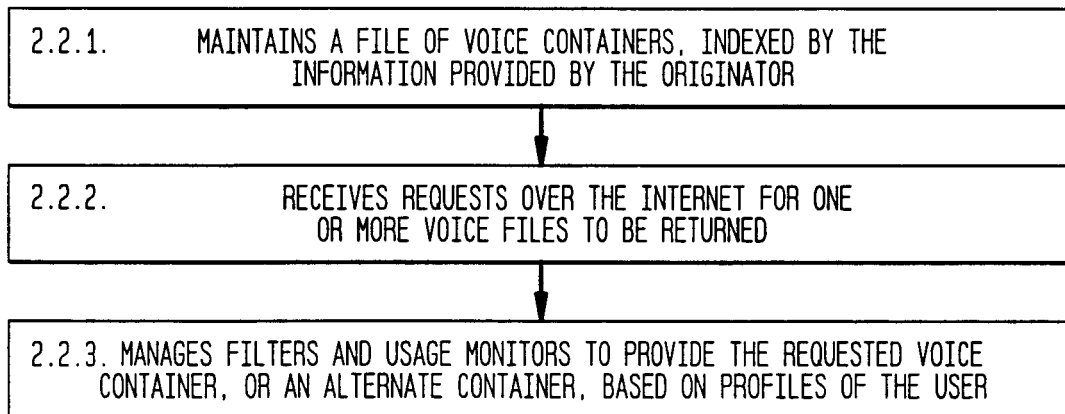 2.2.1. MAINTAINS A FILE OF VOICE CONTAINERS, INDEXED BY THE
INFORMATION PROVIDED BY THE ORIGINATOR
2.2.2. RECEIVES REQUESTS OVER THE INTERNET FOR ONE
OR MORE VOICE FILES TO BE RETURNED
2.2.3. MANAGES FILTERS AND USAGE MONITORS TO PROVIDE THE REQUESTED VOICE
CONTAINER, OR AN ALTERNATE CONTAINER, BASED ON PROFILES OF THE USER